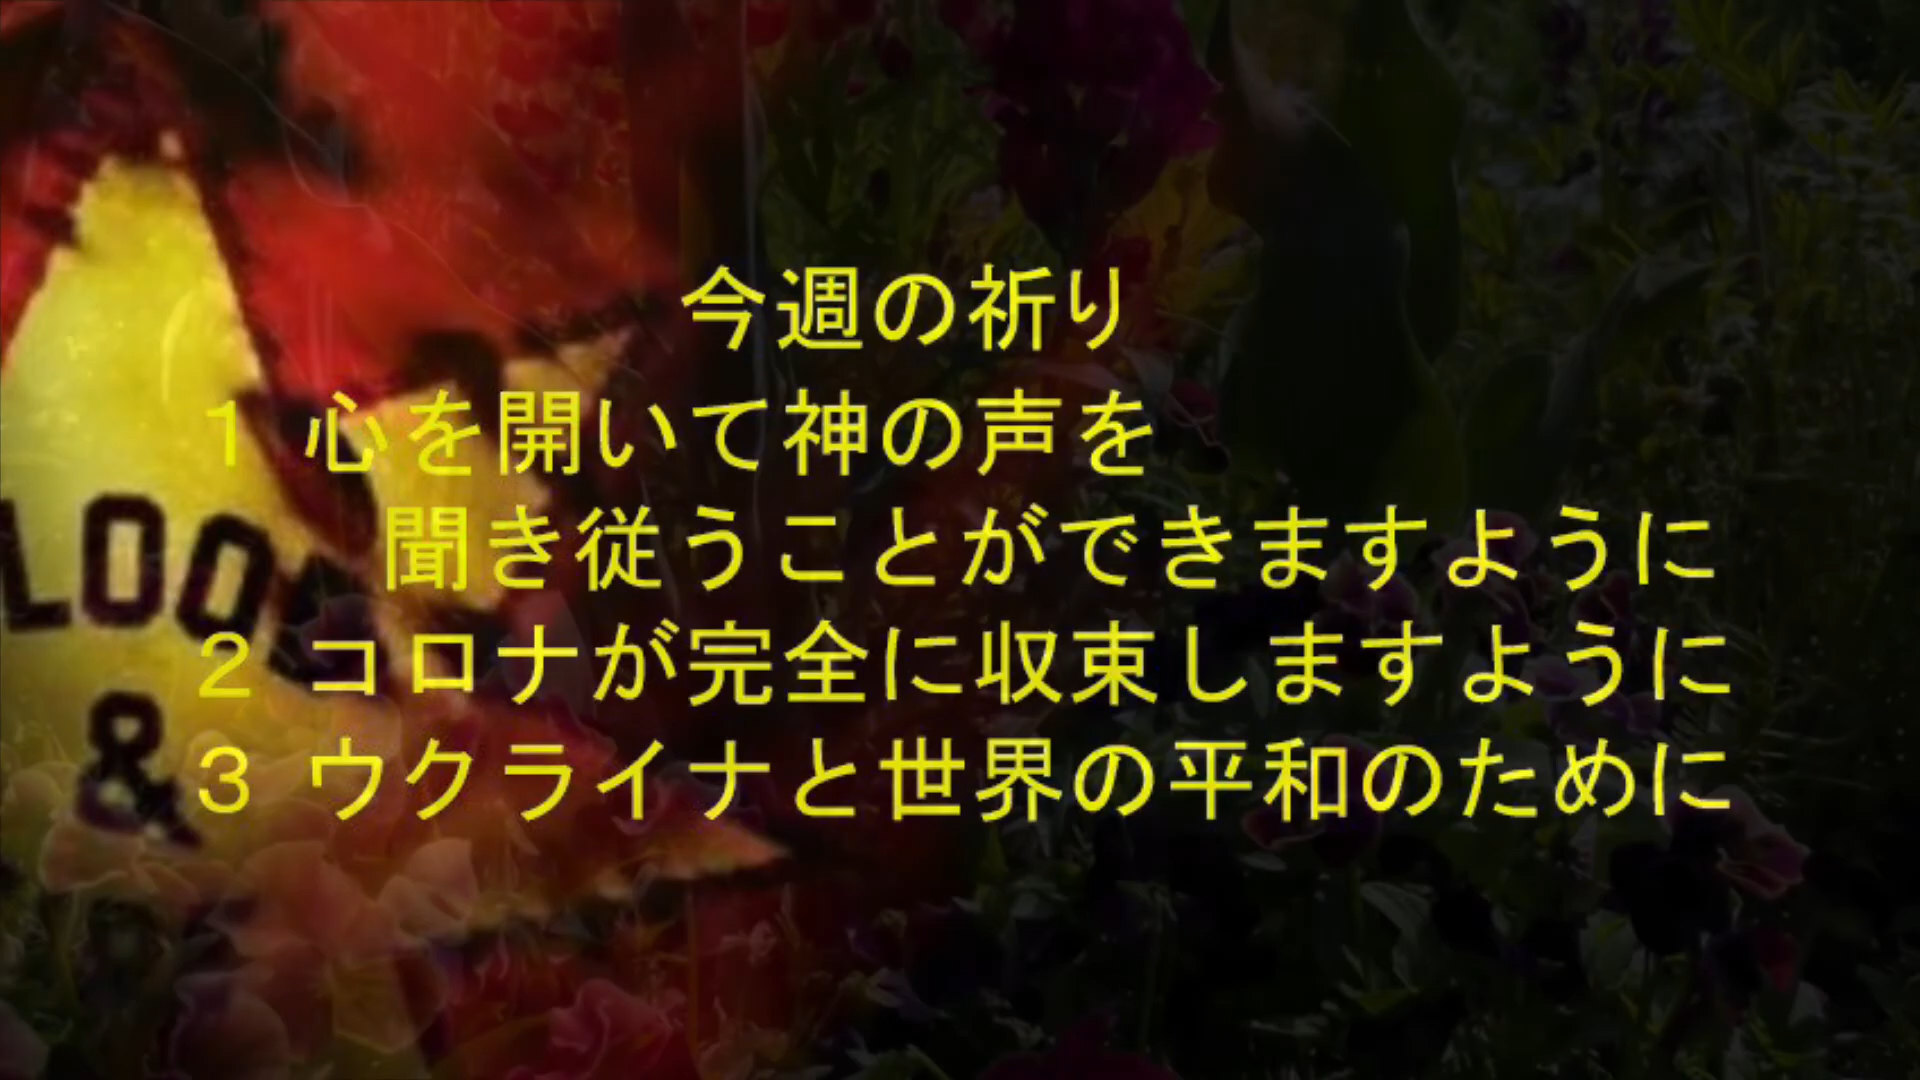 今週の祈り
１ 心を開いて神の声を
聞き従うことができますように
２ コロナが完全に収束しますように
３ ウクライナと世界の平和のために
LOO
&